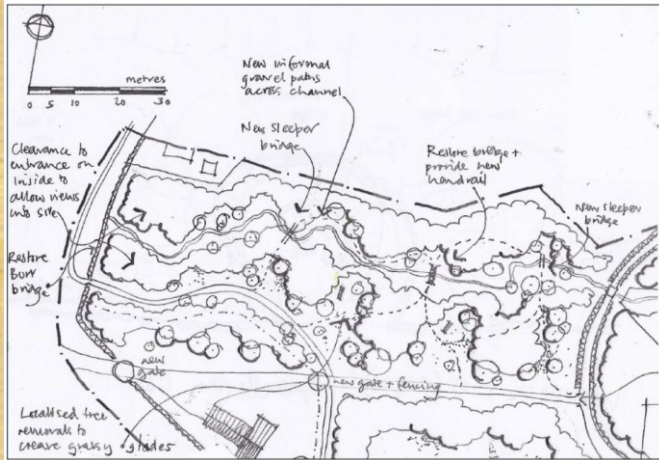 metres
0 5 10 20 30
New informal
gravel paths
across channel
New sleeper
bridge
Clearance to
entrance on
inside to
allow views
into site
Restore bridge +
provide new
handrail
New sleeper
bridge
Restore
Burr
bridge
new
gate
new gate + fencing
Localised tree
removals to
create grassy glades